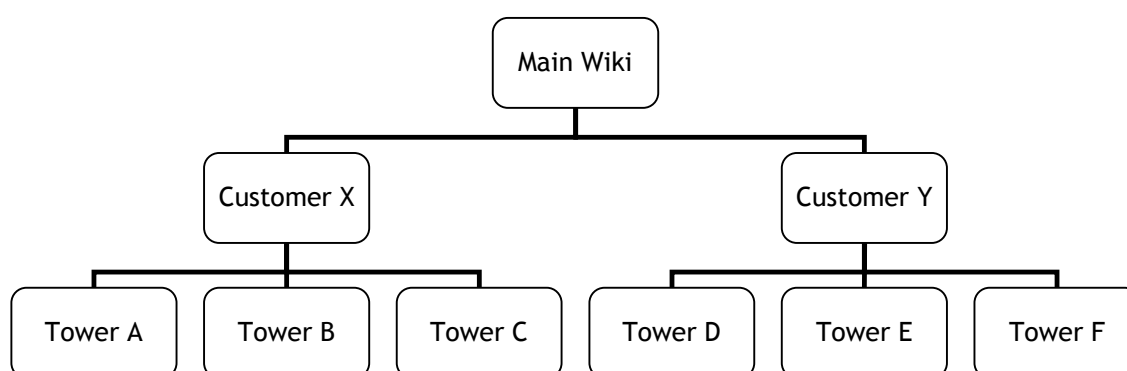 Main Wiki
Customer X
Customer Y
Tower A
Tower B
Tower C
Tower D
Tower E
Tower F